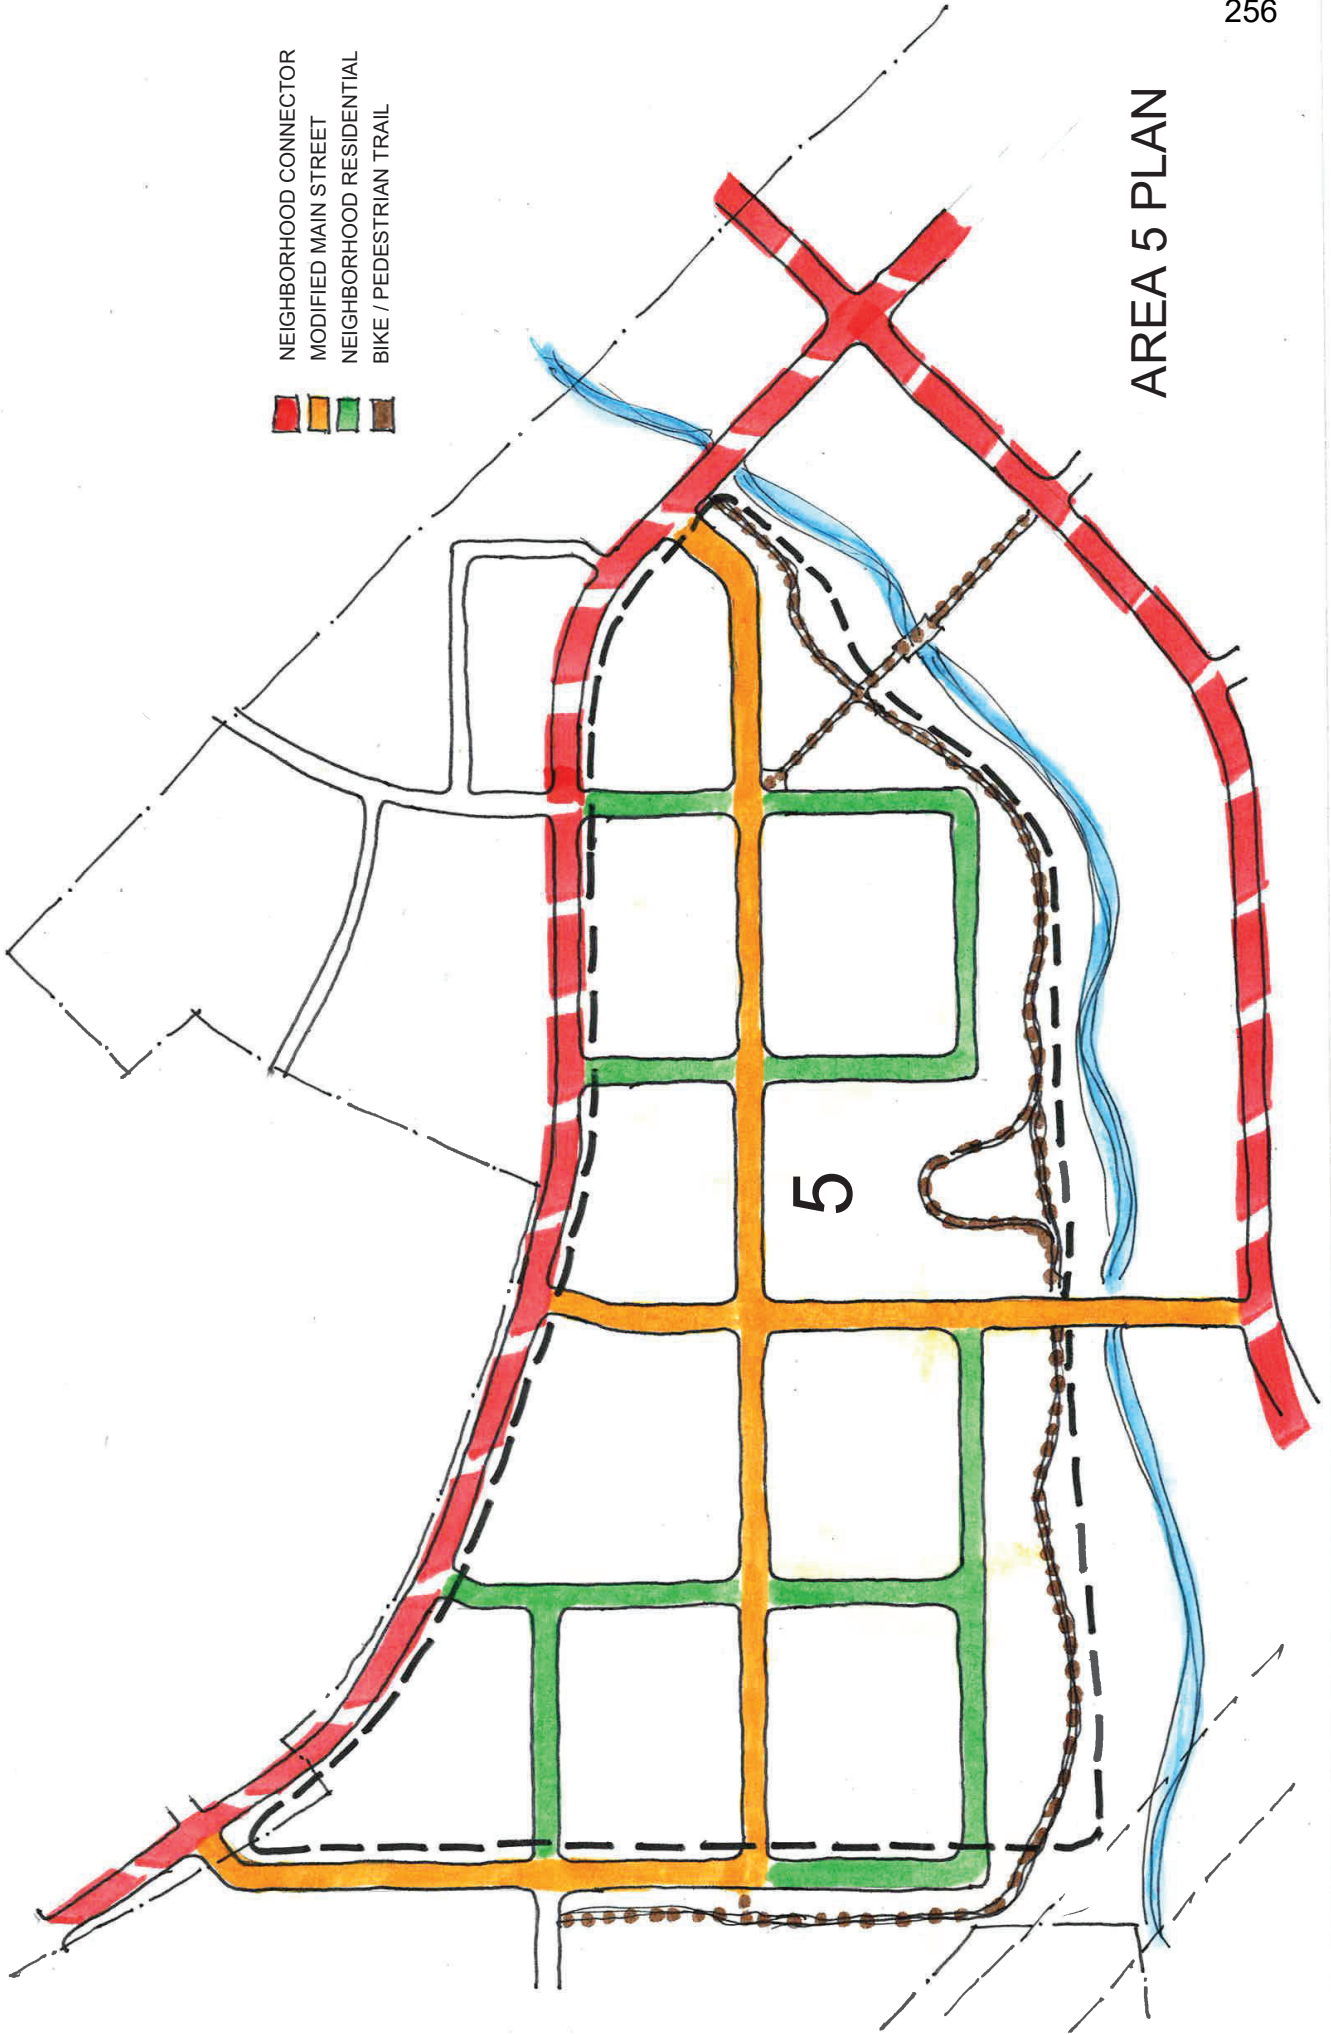 256
NEIGHBORHOOD CONNECTOR
MODIFIED MAIN STREET
NEIGHBORHOOD RESIDENTIAL
BIKE / PEDESTRIAN TRAIL
5
AREA 5 PLAN